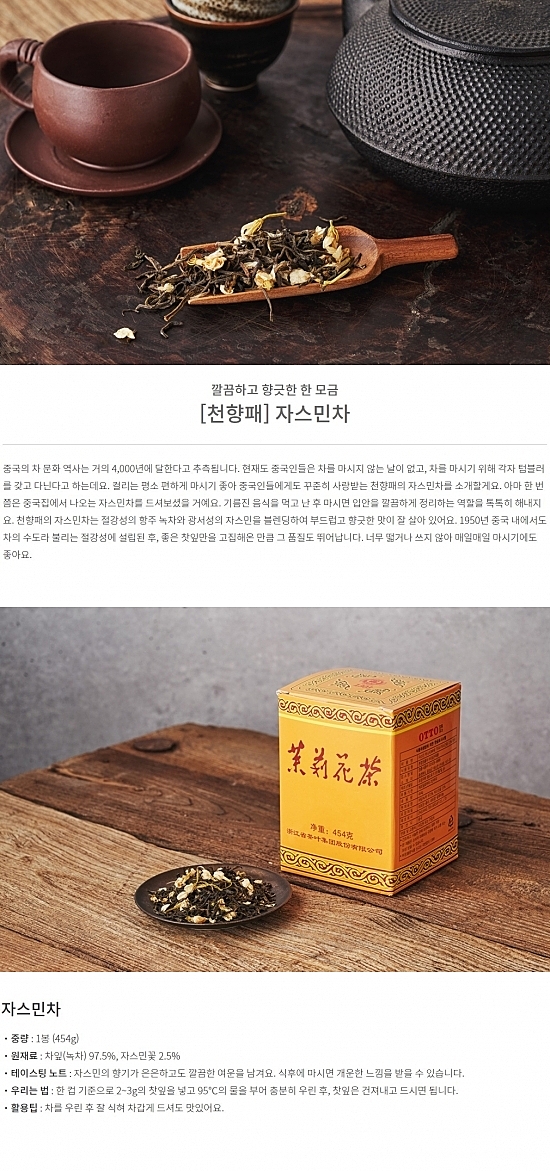 깔끔하고 향긋한 한 모금
[천향패] 자스민차
중국의 차 문화 역사는 거의 4,000년에 달한다고 추측됩니다. 현재도 중국인들은 차를 마시지 않는 날이 없고, 차를 마시기 위해 각자 텀블러
를 갖고 다닌다고 하는데요. 컬리는 평소 편하게 마시기 좋아 중국인들에게도 꾸준히 사랑받는 천향패의 자스민차를 소개할게요. 아마 한 번
쯤은 중국집에서 나오는 자스민차를 드셔보셨을 거예요. 기름진 음식을 먹고 난 후 마시면 입안을 깔끔하게 정리하는 역할을 톡톡히 해내지
요. 천향패의 자스민차는 절강성의 항주 녹차와 광서성의 자스민을 블렌딩하여 부드럽고 향긋한 맛이 잘 살아 있어요. 1950년 중국 내에서도
차의 수도라 불리는 절강성에 설립된 후, 좋은 찻잎만을 고집해온 만큼 그 품질도 뛰어납니다. 너무 떫거나 쓰지 않아 매일매일 마시기에도
좋아요.
OTTO
茉莉花茶
净重: 454克
浙江省茶叶集团股份有限公司
자스민차
• 중량 : 1봉 (454g)
• 원재료 : 차잎(녹차) 97.5%, 자스민꽃 2.5%
• 테이스팅 노트 : 자스민의 향기가 은은하고도 깔끔한 여운을 남겨요. 식후에 마시면 개운한 느낌을 받을 수 있습니다.
• 우리는 법 : 한 컵 기준으로 2~3g의 찻잎을 넣고 95℃의 물을 부어 충분히 우린 후, 찻잎은 건져내고 드시면 됩니다.
• 활용팁 : 차를 우린 후 잘 식혀 차갑게 드셔도 맛있어요.